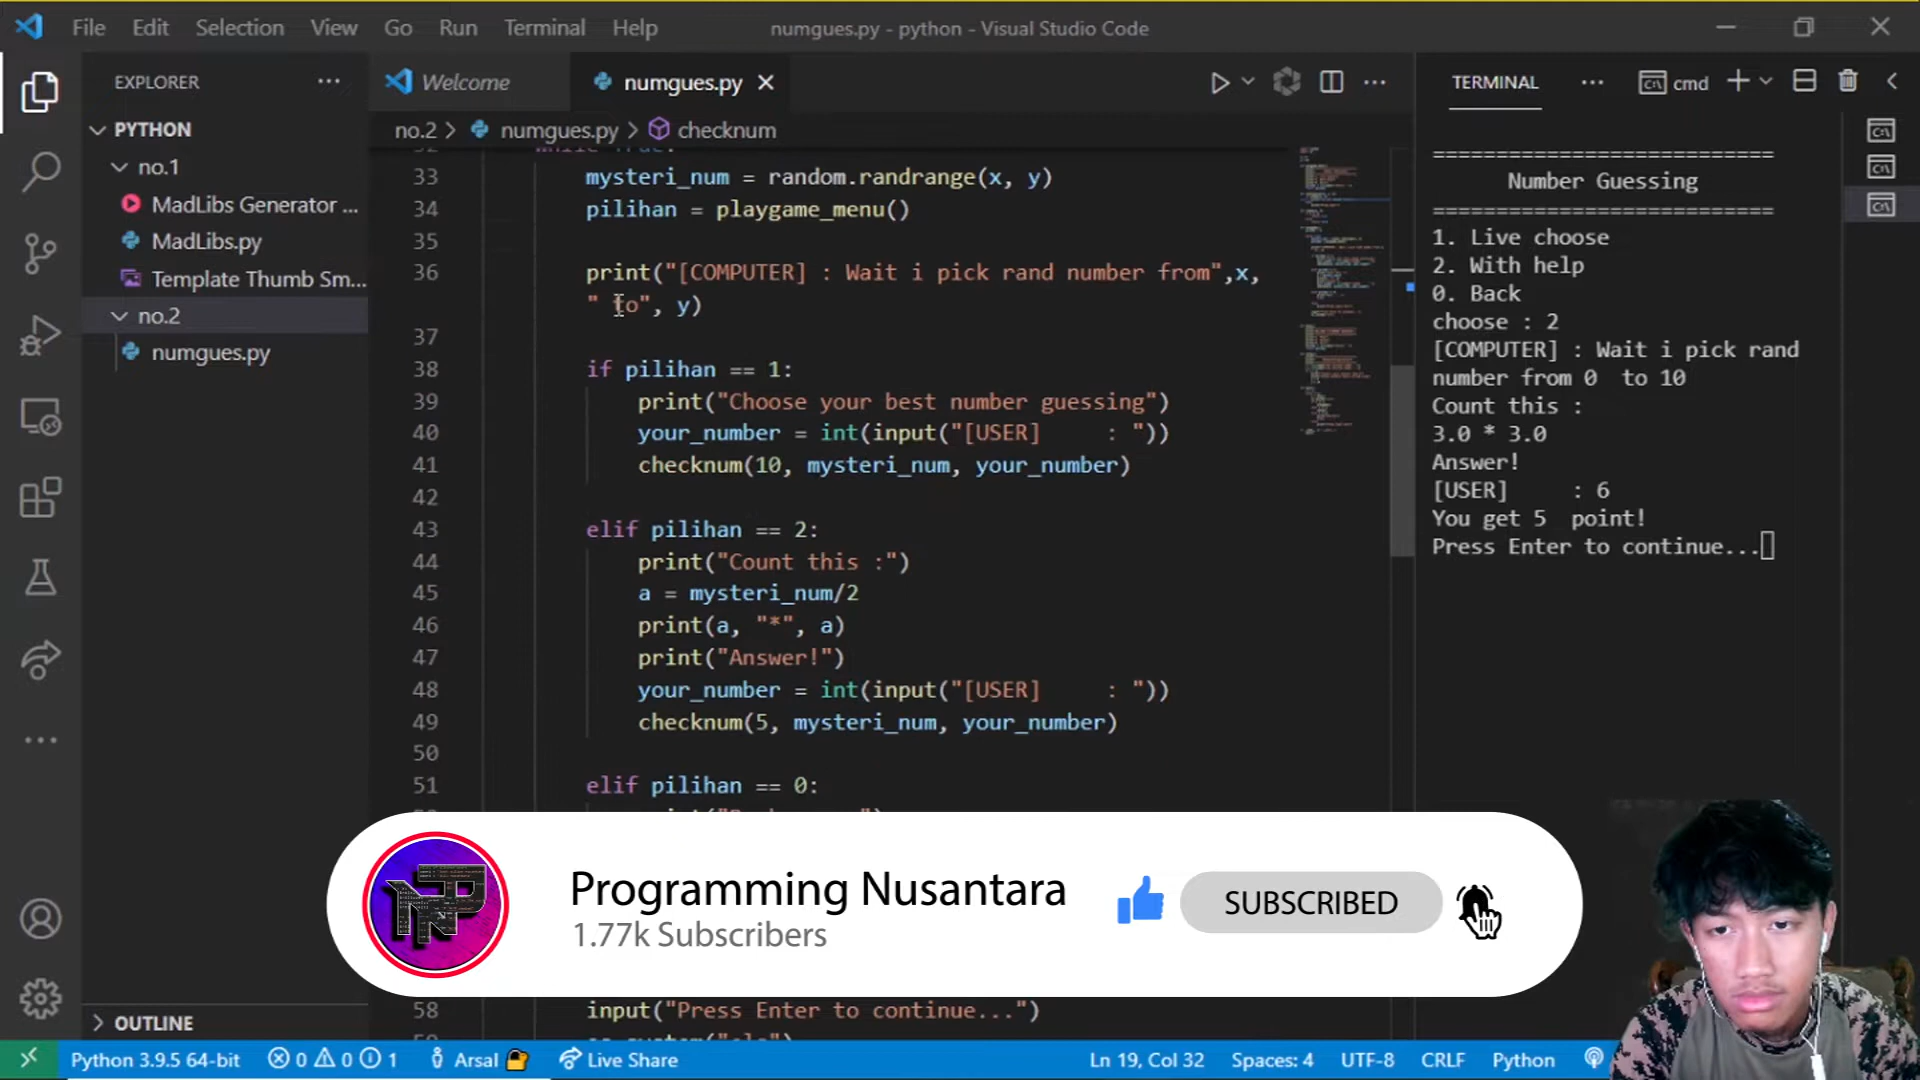 File Edit Selection View Go Run Terminal Help
numgues.py - python - Visual Studio Code
EXPLORER
PYTHON
no.1
MadLibs Generator ...
MadLibs.py
Template Thumb Sm...
no.2
numgues.py
OUTLINE
Welcome
numgues.py
no.2 > numgues.py > checknum
33 mysteri_num = random.randrange(x, y)
34 pilihan = playgame_menu()
35
36 print("[COMPUTER] : Wait i pick rand number from",x,
" to", y)
37
38 if pilihan == 1:
39 print("Choose your best number guessing")
40 your_number = int(input("[USER]     : "))
41 checknum(10, mysteri_num, your_number)
42
43 elif pilihan == 2:
44 print("Count this :")
45 a = mysteri_num/2
46 print(a, "*", a)
47 print("Answer!")
48 your_number = int(input("[USER]     : "))
49 checknum(5, mysteri_num, your_number)
50
51 elif pilihan == 0:
58 input("Press Enter to continue...")
TERMINAL
cmd
==========================
Number Guessing
==========================
1. Live choose
2. With help
0. Back
choose : 2
[COMPUTER] : Wait i pick rand
number from 0  to 10
Count this :
3.0 * 3.0
Answer!
[USER]     : 6
You get 5  point!
Press Enter to continue...
Programming Nusantara
1.77k Subscribers
SUBSCRIBED
Python 3.9.5 64-bit
0 0 1
Arsal
Live Share
Ln 19, Col 32
Spaces: 4
UTF-8
CRLF
Python